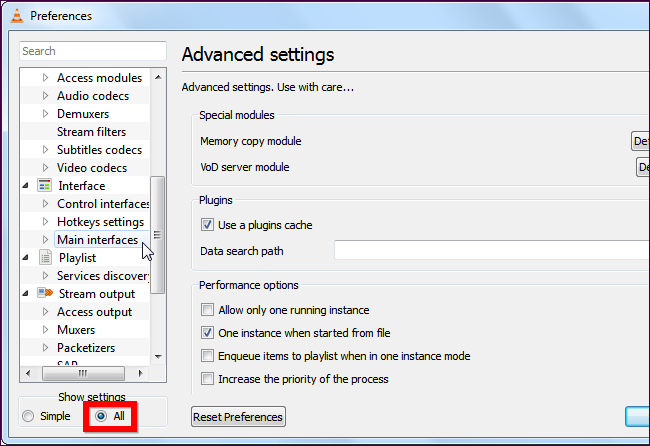 Preferences
Search
Access modules
Audio codecs
Demuxers
Stream filters
Subtitles codecs
Video codecs
Interface
Control interfaces
Hotkeys settings
Main interfaces
Playlist
Services discovery
Stream output
Access output
Muxers
Packetizers
SAP
Show settings
Simple
All
Advanced settings
Advanced settings. Use with care...
Special modules
Memory copy module
Def
VoD server module
De
Plugins
Use a plugins cache
Data search path
Performance options
Allow only one running instance
One instance when started from file
Enqueue items to playlist when in one instance mode
Increase the priority of the process
Reset Preferences